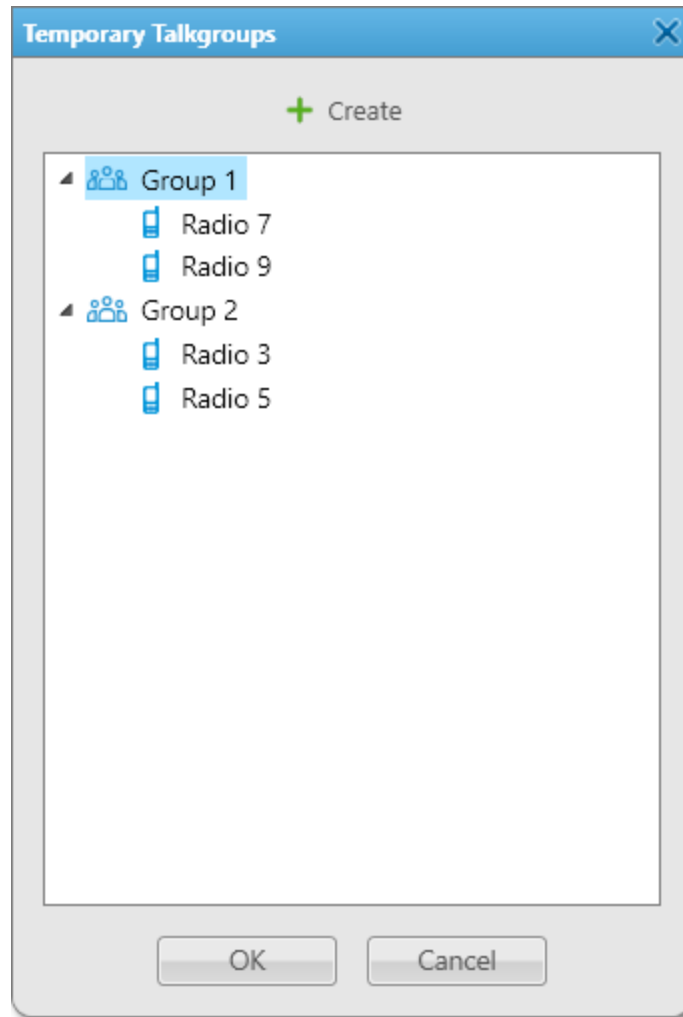 Temporary Talkgroups
Create
Group 1
Radio 7
Radio 9
Group 2
Radio 3
Radio 5
OK Cancel